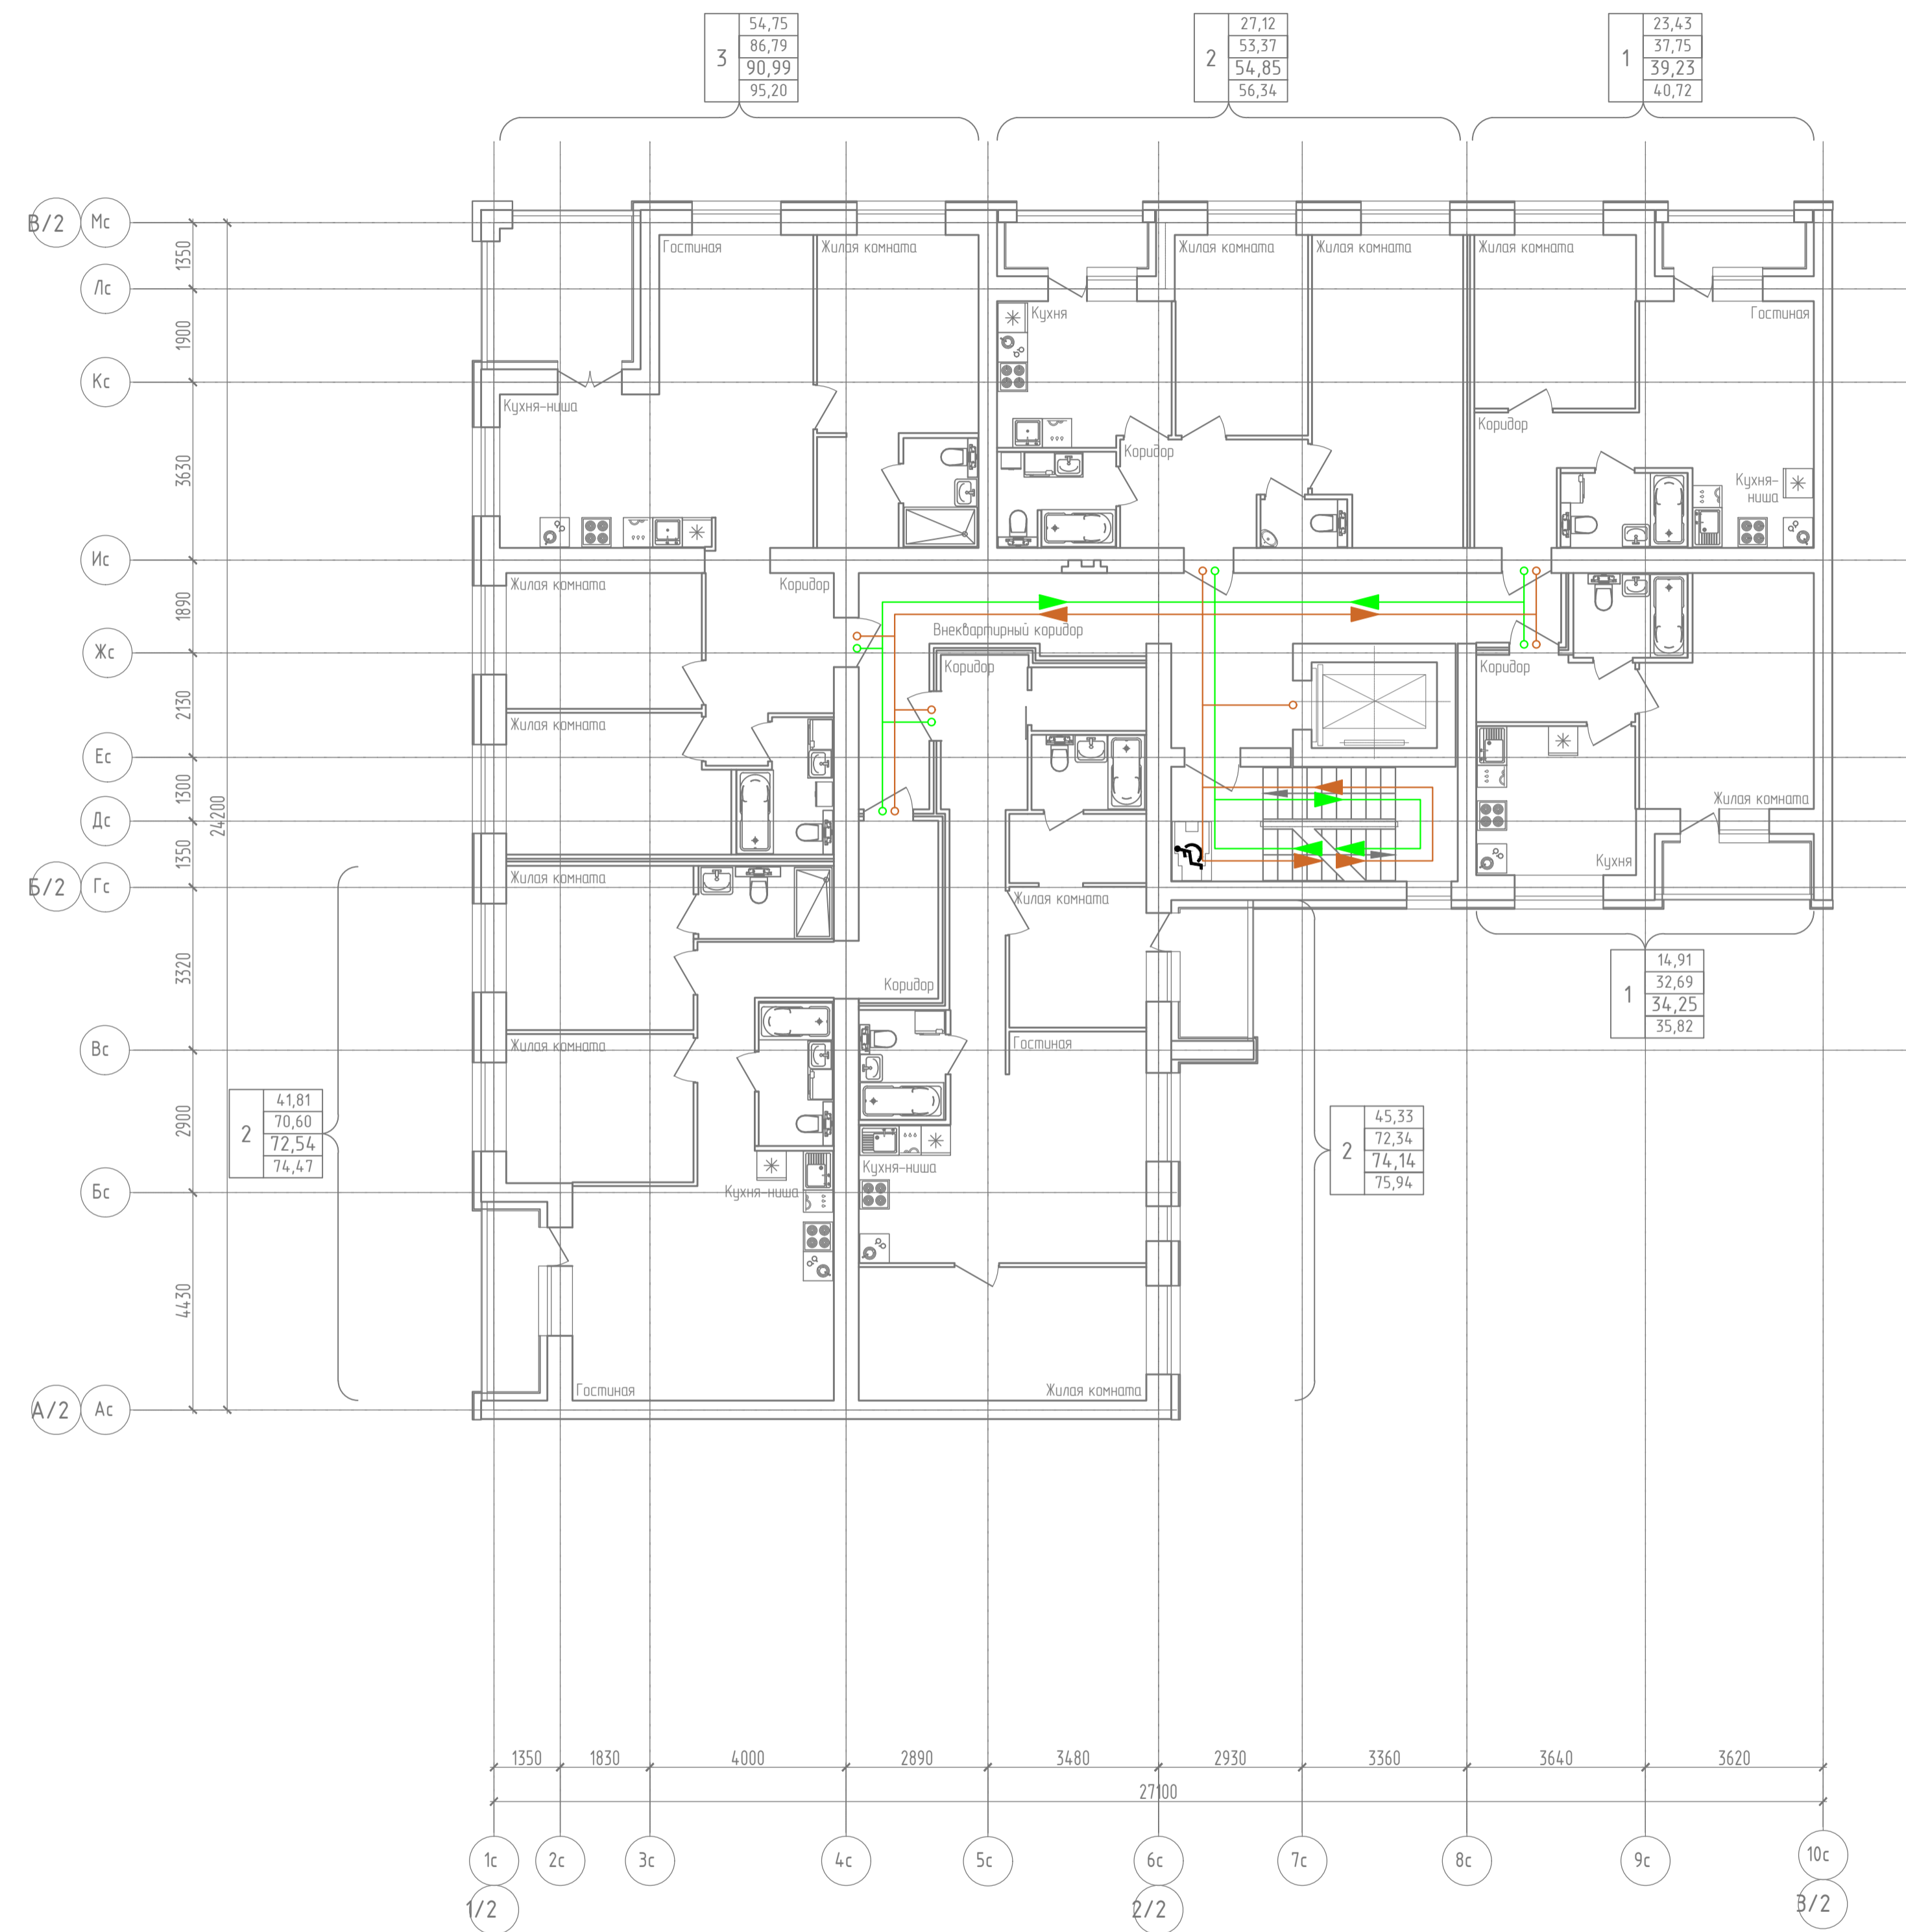 3
54,75
86,79
90,99
95,20
2
27,12
53,37
54,85
56,34
1
23,43
37,75
39,23
40,72
В/2
Мс
Лс
Кс
Ис
Жс
Ес
Дс
Б/2
Гс
Вс
Бс
А/2
Ас
1350
1900
3630
1890
2130
1300
1350
3320
2900
4430
24200
Гостиная
Жилая комната
Жилая комната
Жилая комната
Жилая комната
Кухня
Гостиная
Кухня-ниша
Коридор
Коридор
Кухня-
ниша
Жилая комната
Коридор
Внеквартирный коридор
Коридор
Коридор
Жилая комната
Жилая комната
Кухня
Жилая комната
Жилая комната
Коридор
Жилая комната
Гостиная
Кухня-ниша
Кухня-ниша
Гостиная
Жилая комната
1
14,91
32,69
34,25
35,82
2
41,81
70,60
72,54
74,47
2
45,33
72,34
74,14
75,94
1350
1830
4000
2890
3480
2930
3360
3640
3620
27100
1с
2с
3с
4с
5с
6с
7с
8с
9с
10с
1/2
2/2
3/2